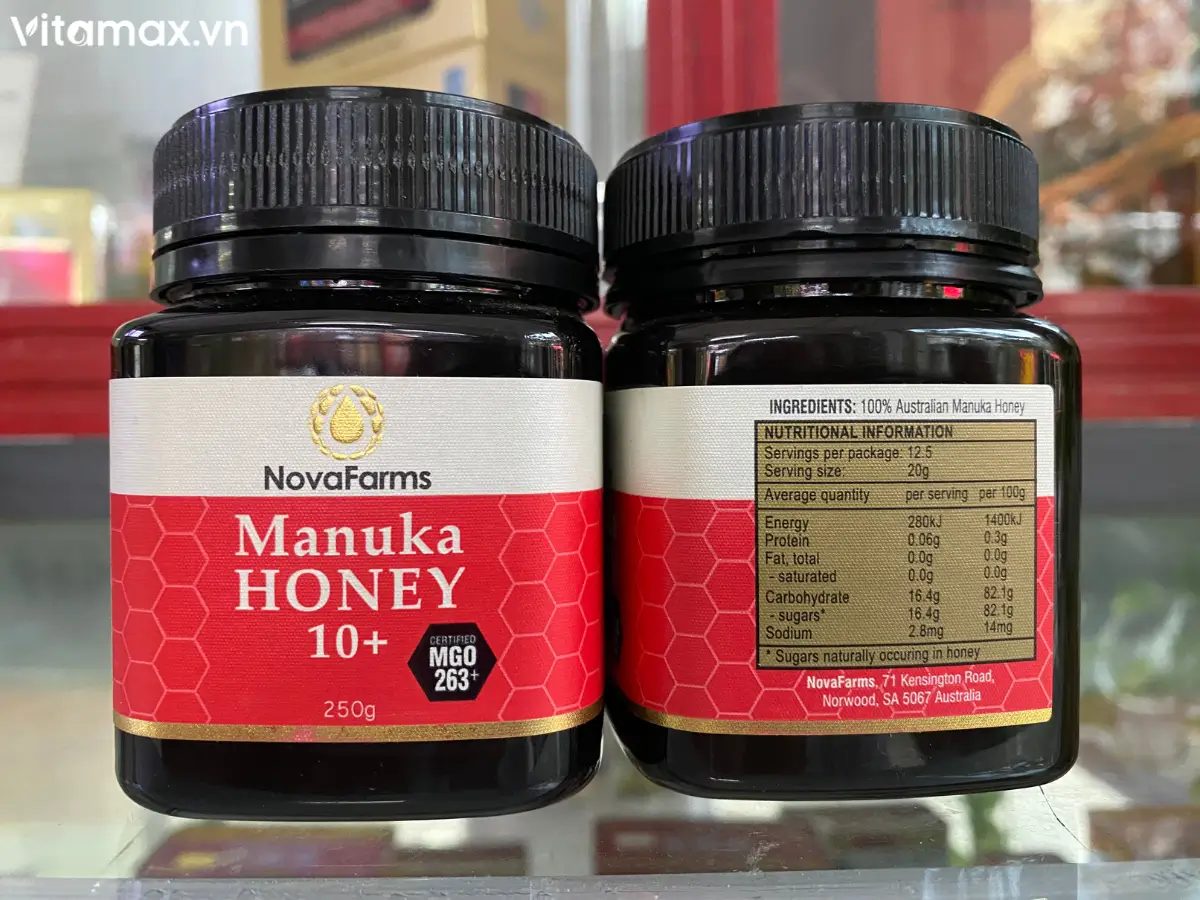 Vitamax.vn
NovaFarms
Manuka
HONEY
10+
CERTIFIED
MGO
263+
250g
INGREDIENTS: 100% Australian Manuka Honey
NUTRITIONAL INFORMATION
Servings per package: 12.5
Serving size: 20g
Average quantity per serving per 100g
Energy 280kJ 1400kJ
Protein 0.06g 0.3g
Fat, total 0.0g 0.0g
- saturated 0.0g 0.0g
Carbohydrate 16.4g 82.1g
- sugars* 16.4g 82.1g
Sodium 2.8mg 14mg
* Sugars naturally occuring in honey
NovaFarms, 71 Kensington Road,
Norwood, SA 5067 Australia